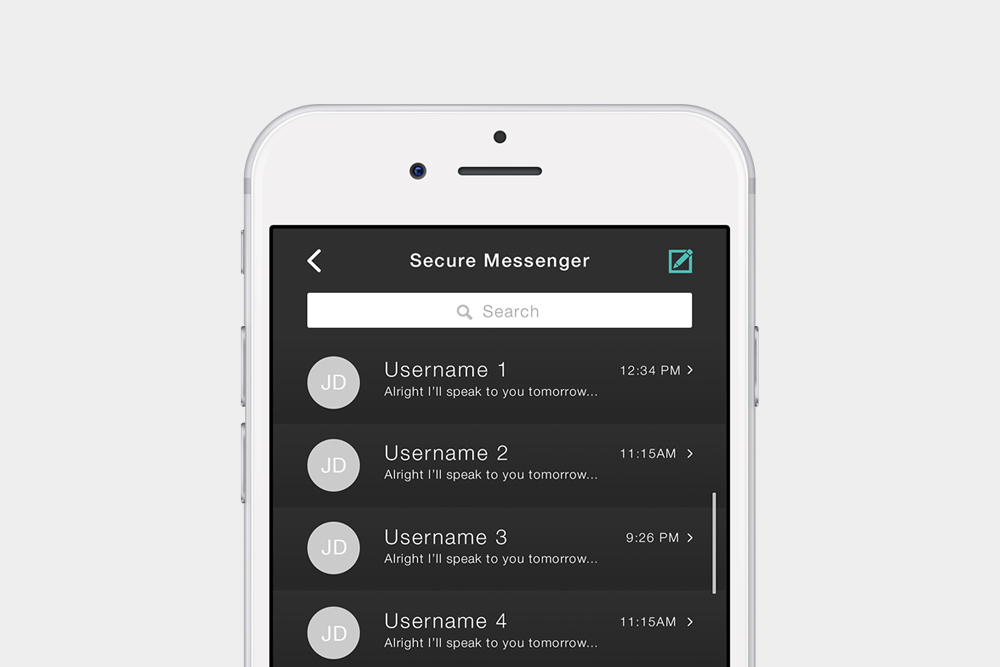 Secure Messenger
Search
JD
Username 1
12:34 PM
Alright I'll speak to you tomorrow...
JD
Username 2
11:15AM
Alright I'll speak to you tomorrow...
JD
Username 3
9:26 PM
Alright I'll speak to you tomorrow...
JD
Username 4
11:15AM
Alright I'll speak to you tomorrow...